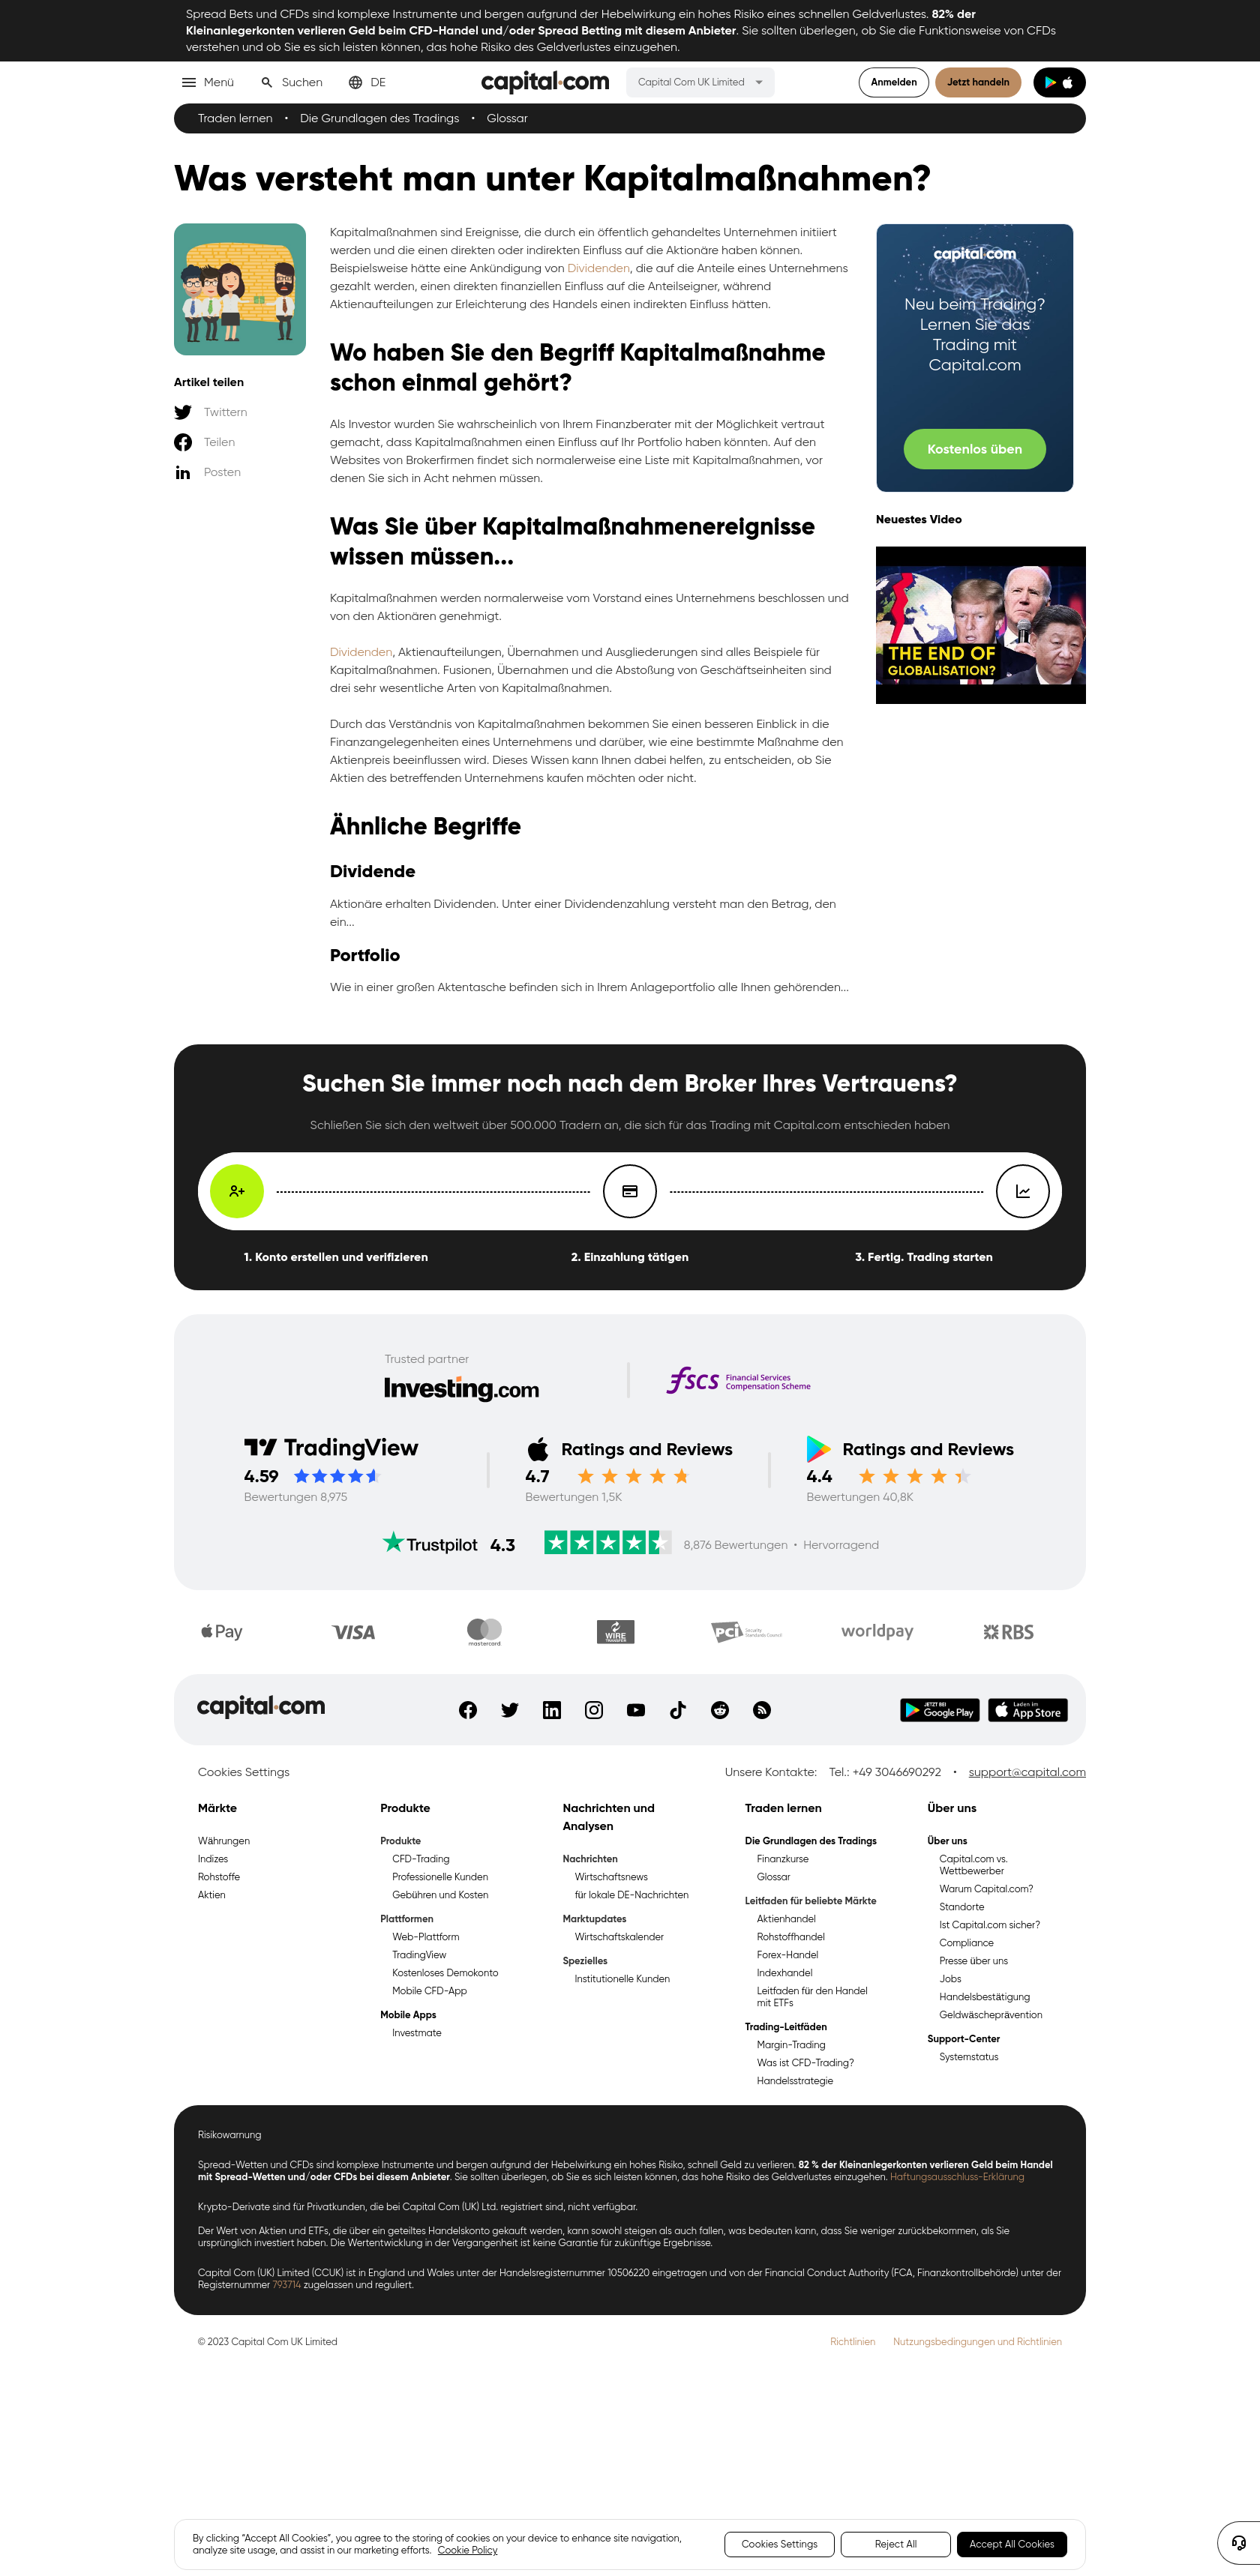 Spread Bets und CFDs sind komplexe Instrumente und bergen aufgrund der Hebelwirkung ein hohes Risiko eines schnellen Geldverlustes. 82% der
Kleinanlegerkonten verlieren Geld beim CFD-Handel und/oder Spread Betting mit diesem Anbieter. Sie sollten überlegen, ob Sie die Funktionsweise von CFDs
verstehen und ob Sie es sich leisten können, das hohe Risiko des Geldverlustes einzugehen.
Menü Suchen DE capital.com Capital Com UK Limited Anmelden Jetzt handeln
Traden lernen • Die Grundlagen des Tradings • Glossar
Was versteht man unter Kapitalmaßnahmen?
Artikel teilen
Twittern
Teilen
Posten
Kapitalmaßnahmen sind Ereignisse, die durch ein öffentlich gehandeltes Unternehmen initiiert
werden und die einen direkten oder indirekten Einfluss auf die Aktionäre haben können.
Beispielsweise hätte eine Ankündigung von Dividenden, die auf die Anteile eines Unternehmens
gezahlt werden, einen direkten finanziellen Einfluss auf die Anteilseigner, während
Aktienaufteilungen zur Erleichterung des Handels einen indirekten Einfluss hätten.
Wo haben Sie den Begriff Kapitalmaßnahme
schon einmal gehört?
Als Investor wurden Sie wahrscheinlich von Ihrem Finanzberater mit der Möglichkeit vertraut
gemacht, dass Kapitalmaßnahmen einen Einfluss auf Ihr Portfolio haben könnten. Auf den
Websites von Brokerfirmen findet sich normalerweise eine Liste mit Kapitalmaßnahmen, vor
denen Sie sich in Acht nehmen müssen.
Was Sie über Kapitalmaßnahmenereignisse
wissen müssen...
Kapitalmaßnahmen werden normalerweise vom Vorstand eines Unternehmens beschlossen und
von den Aktionären genehmigt.
Dividenden, Aktienaufteilungen, Übernahmen und Ausgliederungen sind alles Beispiele für
Kapitalmaßnahmen. Fusionen, Übernahmen und die Abstoßung von Geschäftseinheiten sind
drei sehr wesentliche Arten von Kapitalmaßnahmen.
Durch das Verständnis von Kapitalmaßnahmen bekommen Sie einen besseren Einblick in die
Finanzangelegenheiten eines Unternehmens und darüber, wie eine bestimmte Maßnahme den
Aktienpreis beeinflussen wird. Dieses Wissen kann Ihnen dabei helfen, zu entscheiden, ob Sie
Aktien des betreffenden Unternehmens kaufen möchten oder nicht.
Ähnliche Begriffe
Dividende
Aktionäre erhalten Dividenden. Unter einer Dividendenzahlung versteht man den Betrag, den
ein...
Portfolio
Wie in einer großen Aktentasche befinden sich in Ihrem Anlageportfolio alle Ihnen gehörenden...
capital.com
Neu beim Trading?
Lernen Sie das
Trading mit
Capital.com
Kostenlos üben
Neuestes Video
THE END OF
GLOBALISATION?
Suchen Sie immer noch nach dem Broker Ihres Vertrauens?
Schließen Sie sich den weltweit über 500.000 Tradern an, die sich für das Trading mit Capital.com entschieden haben
1. Konto erstellen und verifizieren 2. Einzahlung tätigen 3. Fertig. Trading starten
Trusted partner
Investing.com
fscs Financial Services
Compensation Scheme
TradingView
4.59
Bewertungen 8,975
Ratings and Reviews
4.7
Bewertungen 1,5K
Ratings and Reviews
4.4
Bewertungen 40,8K
Trustpilot 4.3 8,876 Bewertungen • Hervorragend
Pay VISA mastercard WIRE TRANSFER PCI Security Standards Council worldpay RBS
capital.com
JETZT BEI
Google Play
Laden im
App Store
Cookies Settings Unsere Kontakte: Tel.: +49 3046690292 • support@capital.com
Märkte
Währungen
Indizes
Rohstoffe
Aktien
Produkte
Produkte
CFD-Trading
Professionelle Kunden
Gebühren und Kosten
Plattformen
Web-Plattform
TradingView
Kostenloses Demokonto
Mobile CFD-App
Mobile Apps
Investmate
Nachrichten und
Analysen
Nachrichten
Wirtschaftsnews
für lokale DE-Nachrichten
Marktupdates
Wirtschaftskalender
Spezielles
Institutionelle Kunden
Traden lernen
Die Grundlagen des Tradings
Finanzkurse
Glossar
Leitfaden für beliebte Märkte
Aktienhandel
Rohstoffhandel
Forex-Handel
Indexhandel
Leitfaden für den Handel
mit ETFs
Trading-Leitfäden
Margin-Trading
Was ist CFD-Trading?
Handelsstrategie
Über uns
Über uns
Capital.com vs.
Wettbewerber
Warum Capital.com?
Standorte
Ist Capital.com sicher?
Compliance
Presse über uns
Jobs
Handelsbestätigung
Geldwäscheprävention
Support-Center
Systemstatus
Risikowarnung
Spread-Wetten und CFDs sind komplexe Instrumente und bergen aufgrund der Hebelwirkung ein hohes Risiko, schnell Geld zu verlieren. 82 % der Kleinanlegerkonten verlieren Geld beim Handel
mit Spread-Wetten und/oder CFDs bei diesem Anbieter. Sie sollten überlegen, ob Sie es sich leisten können, das hohe Risiko des Geldverlustes einzugehen. Haftungsausschluss-Erklärung
Krypto-Derivate sind für Privatkunden, die bei Capital Com (UK) Ltd. registriert sind, nicht verfügbar.
Der Wert von Aktien und ETFs, die über ein geteiltes Handelskonto gekauft werden, kann sowohl steigen als auch fallen, was bedeuten kann, dass Sie weniger zurückbekommen, als Sie
ursprünglich investiert haben. Die Wertentwicklung in der Vergangenheit ist keine Garantie für zukünftige Ergebnisse.
Capital Com (UK) Limited (CCUK) ist in England und Wales unter der Handelsregisternummer 10506220 eingetragen und von der Financial Conduct Authority (FCA, Finanzkontrollbehörde) unter der
Registernummer 793714 zugelassen und reguliert.
© 2023 Capital Com UK Limited Richtlinien Nutzungsbedingungen und Richtlinien
By clicking "Accept All Cookies", you agree to the storing of cookies on your device to enhance site navigation,
analyze site usage, and assist in our marketing efforts. Cookie Policy
Cookies Settings Reject All Accept All Cookies